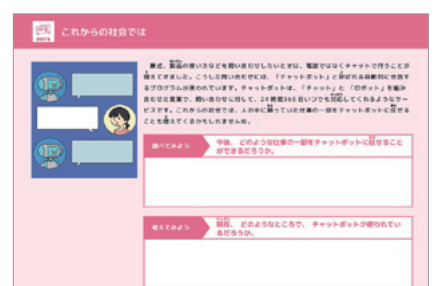 これからの社会では
最近、製品の使い方などを問い合わせしたいときは、電話ではなくチャットで行うことが
増えてきました。こうした問い合わせには、「チャットボット」と呼ばれる自動的に会話す
るプログラムが使われています。チャットボットは、「チャット」と「ロボット」を組み
合わせた言葉で、問い合わせに対して、24時間365日いつでも対応してくれるようなサー
ビスです。これからの社会では、人の手に頼っていた仕事の一部をチャットボットに任せる
ことも増えてくるかもしれませんね。
調べてみよう
今後、どのような仕事の一部をチャットボットに任せること
ができるだろうか。
考えてみよう
現在、どのようなところで、チャットボットが使われてい
るだろうか。